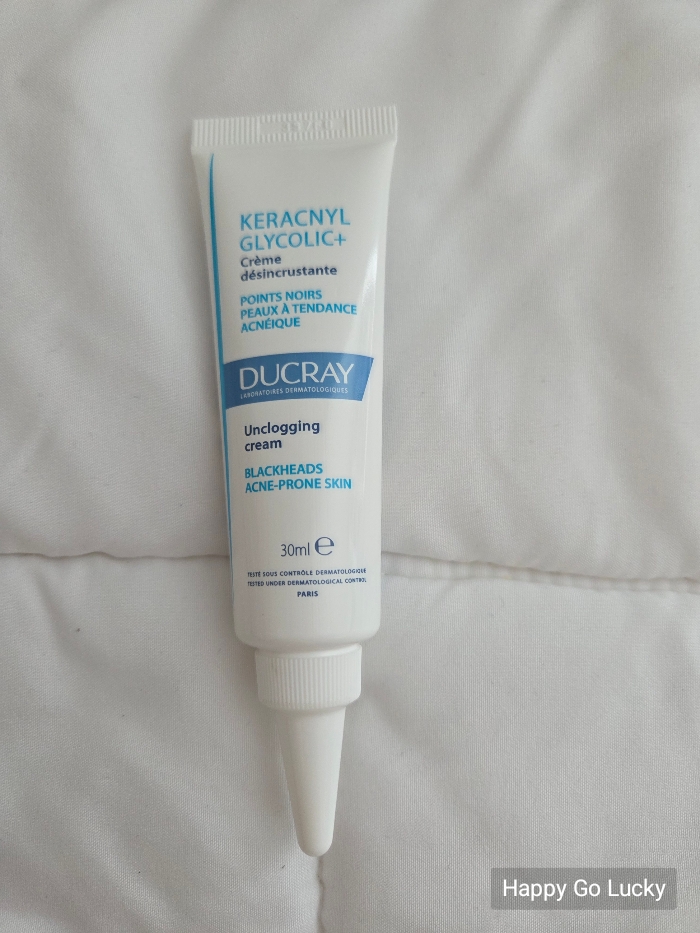 KERACNYL
GLYCOLIC+
Crème
désincrustante
POINTS NOIRS
PEAUX À TENDANCE
ACNÉIQUE
DUCRAY
LABORATOIRES DERMATOLOGIQUES
Unclogging
cream
BLACKHEADS
ACNE-PRONE SKIN
30ml e
TESTÉ SOUS CONTRÔLE DERMATOLOGIQUE
TESTED UNDER DERMATOLOGICAL CONTROL
PARIS
Happy Go Lucky